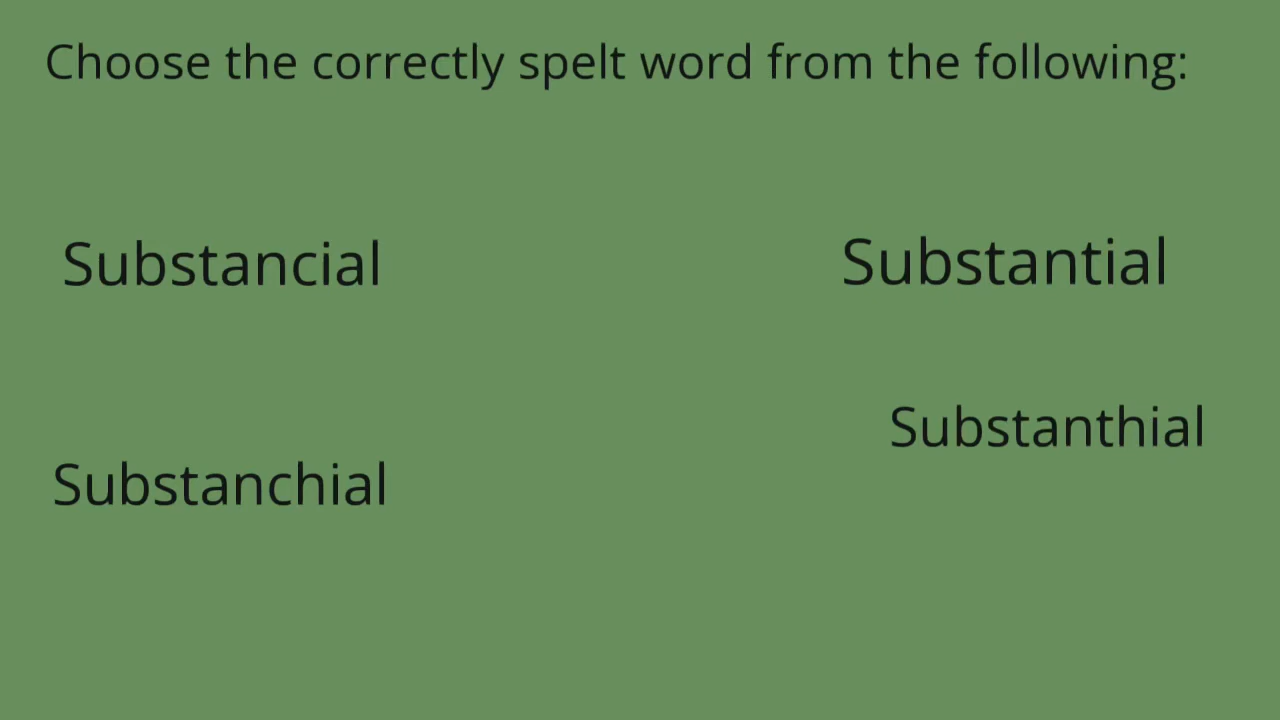 Choose the correctly spelt word from the following:
Substancial
Substantial
Substanthial
Substanchial